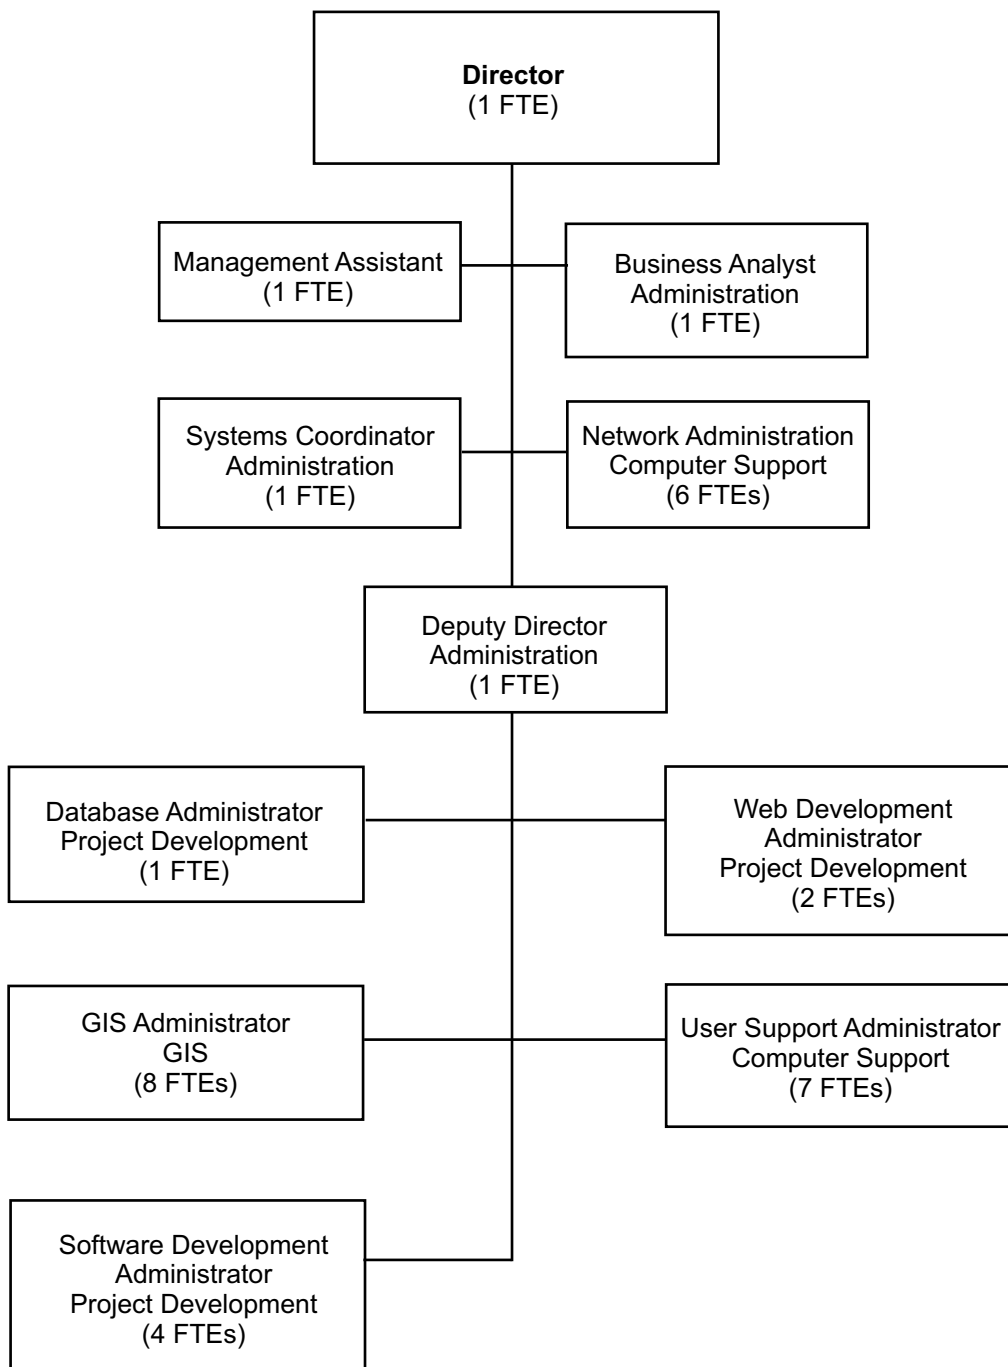 Director
(1 FTE)
Management Assistant
(1 FTE)
Business Analyst
Administration
(1 FTE)
Systems Coordinator
Administration
(1 FTE)
Network Administration
Computer Support
(6 FTEs)
Deputy Director
Administration
(1 FTE)
Database Administrator
Project Development
(1 FTE)
Web Development
Administrator
Project Development
(2 FTEs)
GIS Administrator
GIS
(8 FTEs)
User Support Administrator
Computer Support
(7 FTEs)
Software Development
Administrator
Project Development
(4 FTEs)